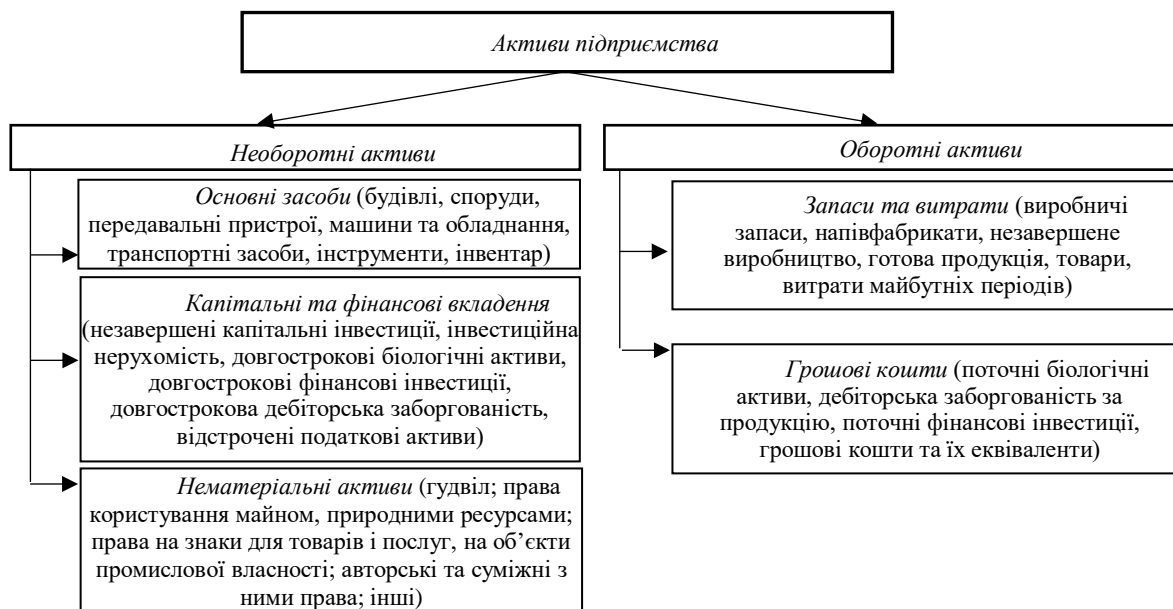 Активи підприємства
Необоротні активи
Оборотні активи
Основні засоби (будівлі, споруди,
передавальні пристрої, машини та обладнання,
транспортні засоби, інструменти, інвентар)
Капітальні та фінансові вкладення
(незавершені капітальні інвестиції, інвестиційна
нерухомість, довгострокові біологічні активи,
довгострокові фінансові інвестиції,
довгострокова дебіторська заборгованість,
відстрочені податкові активи)
Нематеріальні активи (гудвіл; права
користування майном, природними ресурсами;
права на знаки для товарів і послуг, на об’єкти
промислової власності; авторські та суміжні з
ними права; інші)
Запаси та витрати (виробничі
запаси, напівфабрикати, незавершене
виробництво, готова продукція, товари,
витрати майбутніх періодів)
Грошові кошти (поточні біологічні
активи, дебіторська заборгованість за
продукцію, поточні фінансові інвестиції,
грошові кошти та їх еквіваленти)